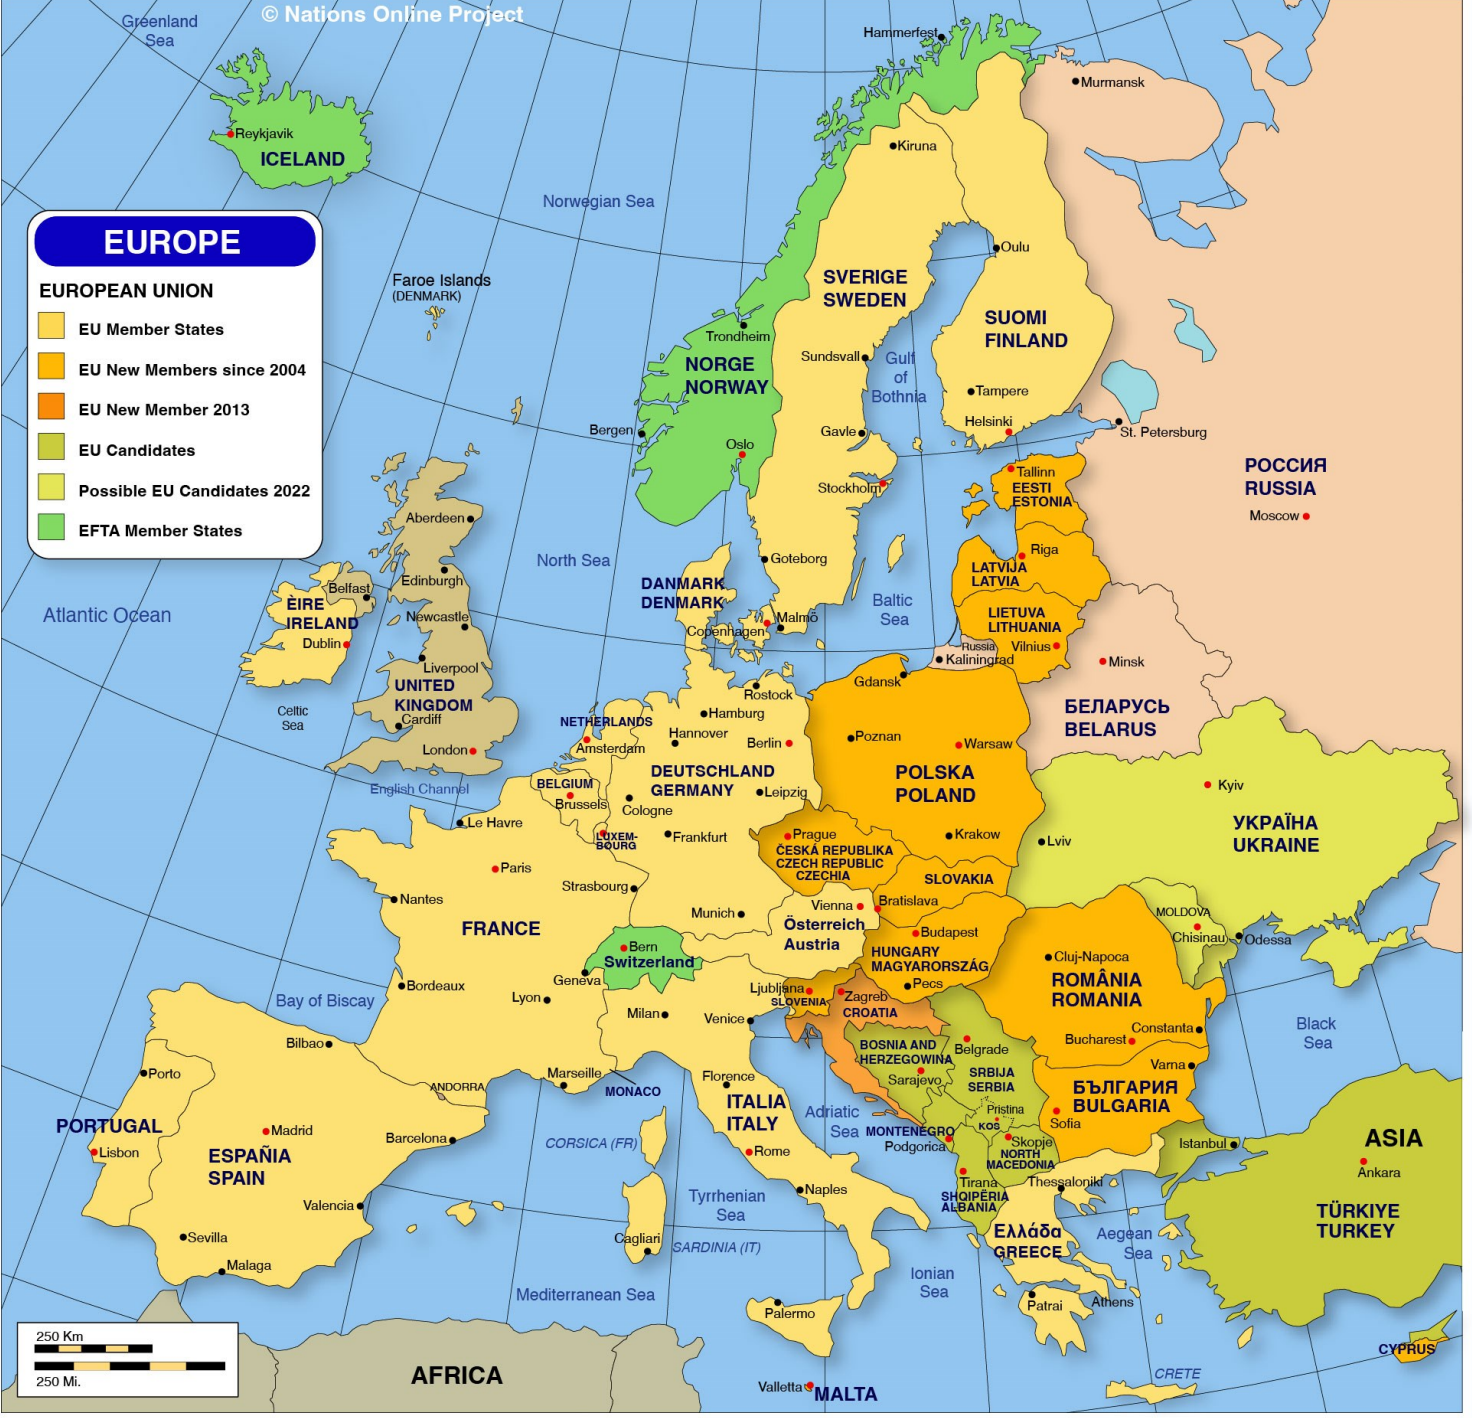 © Nations Online Project
Greenland
Sea
Hammerfest
Murmansk
Reykjavik
ICELAND
Kiruna
Norwegian Sea
EUROPE
EUROPEAN UNION
EU Member States
EU New Members since 2004
EU New Member 2013
EU Candidates
Possible EU Candidates 2022
EFTA Member States
Faroe Islands
(DENMARK)
Oulu
SVERIGE
SWEDEN
SUOMI
FINLAND
Trondheim
NORGE
NORWAY
Sundsvall
Gulf
of
Bothnia
Tampere
Helsinki
Bergen
Oslo
Gavle
St. Petersburg
РОССИЯ
RUSSIA
Moscow
Stockholm
Tallinn
EESTI
ESTONIA
Aberdeen
North Sea
Goteborg
Riga
LATVIJA
LATVIA
Edinburgh
Belfast
DANMARK
DENMARK
Baltic
Sea
LIETUVA
LITHUANIA
Atlantic Ocean
ÈIRE
IRELAND
Dublin
Newcastle
Malmö
Copenhagen
Russia
Kaliningrad
Vilnius
Minsk
Liverpool
UNITED
KINGDOM
Cardiff
London
Celtic
Sea
Gdansk
Rostock
Hamburg
NETHERLANDS
Amsterdam
Hannover
Berlin
Poznan
Warsaw
БЕЛАРУСЬ
BELARUS
English Channel
BELGIUM
Brussels
DEUTSCHLAND
GERMANY
Leipzig
Cologne
POLSKA
POLAND
Kyiv
УКРАЇНА
UKRAINE
Le Havre
LUXEM-
BOURG
Frankfurt
Prague
ČESKÁ REPUBLIKA
CZECH REPUBLIC
CZECHIA
Krakow
Lviv
Paris
Strasbourg
SLOVAKIA
Nantes
FRANCE
Munich
Vienna
Bratislava
Österreich
Austria
MOLDOVA
Chisinau
Odessa
Bern
Switzerland
Geneva
Budapest
HUNGARY
MAGYARORSZÁG
Pecs
Cluj-Napoca
ROMÂNIA
ROMANIA
Bay of Biscay
Bordeaux
Lyon
Milan
Venice
Ljubljana
SLOVENIA
Zagreb
CROATIA
Constanta
Bucharest
Black
Sea
Bilbao
BOSNIA AND
HERZEGOWINA
Sarajevo
Belgrade
SRBIJA
SERBIA
Varna
БЪЛГАРИЯ
BULGARIA
Sofia
Porto
Marseille
ANDORRA
MONACO
Florence
ITALIA
ITALY
Adriatic
Sea
Pristina
KOS
PORTUGAL
Lisbon
Madrid
ESPAÑIA
SPAIN
Barcelona
CORSICA (FR)
Rome
MONTENEGRO
Podgorica
Skopje
NORTH
MACEDONIA
Istanbul
ASIA
Ankara
Valencia
Tyrrhenian
Sea
Naples
Tirana
SHQIPËRIA
ALBANIA
Thessaloniki
TÜRKIYE
TURKEY
Sevilla
Malaga
Cagliari
SARDINIA (IT)
Ελλάδα
GREECE
Aegean
Sea
Mediterranean Sea
Ionian
Sea
Palermo
Patrai
Athens
250 Km
250 Mi.
AFRICA
Valletta
MALTA
CRETE
CYPRUS